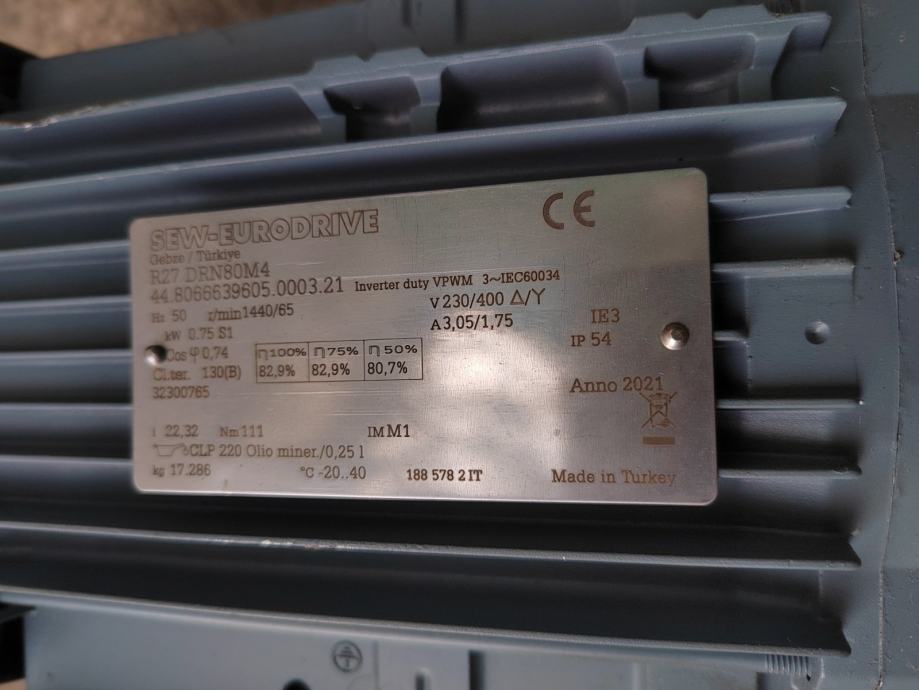 SEW-EURODRIVE CE
Gebze / Türkiye
R27 DRN80M4
44.8066639605.0003.21 Inverter duty VPWM 3~IEC60034
Hz 50 r/min 1440/65 V 230/400 △/Y
kW 0.75 S1 A 3,05/1,75 IE3
IP 54
Cos φ 0,74 η 100% η 75% η 50%
Cl.ter. 130(B) 82,9% 82,9% 80,7%
32300765 Anno 2021
i 22,32 Nm 111 IM M1
CLP 220 Olio miner./0,25 l
kg 17.286 °C -20..40 188 578 2 IT Made in Turkey